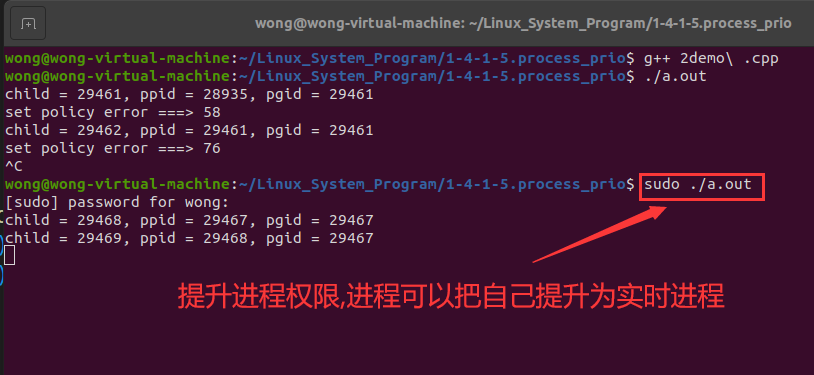 wong@wong-virtual-machine: ~/Linux_System_Program/1-4-1-5.process_prio
wong@wong-virtual-machine:~/Linux_System_Program/1-4-1-5.process_prio$ g++ 2demo\ .cpp
wong@wong-virtual-machine:~/Linux_System_Program/1-4-1-5.process_prio$ ./a.out
child = 29461, ppid = 28935, pgid = 29461
set policy error ===> 58
child = 29462, ppid = 29461, pgid = 29461
set policy error ===> 76
^C
wong@wong-virtual-machine:~/Linux_System_Program/1-4-1-5.process_prio$ sudo ./a.out
[sudo] password for wong:
child = 29468, ppid = 29467, pgid = 29467
child = 29469, ppid = 29468, pgid = 29467
提升进程权限,进程可以把自己提升为实时进程